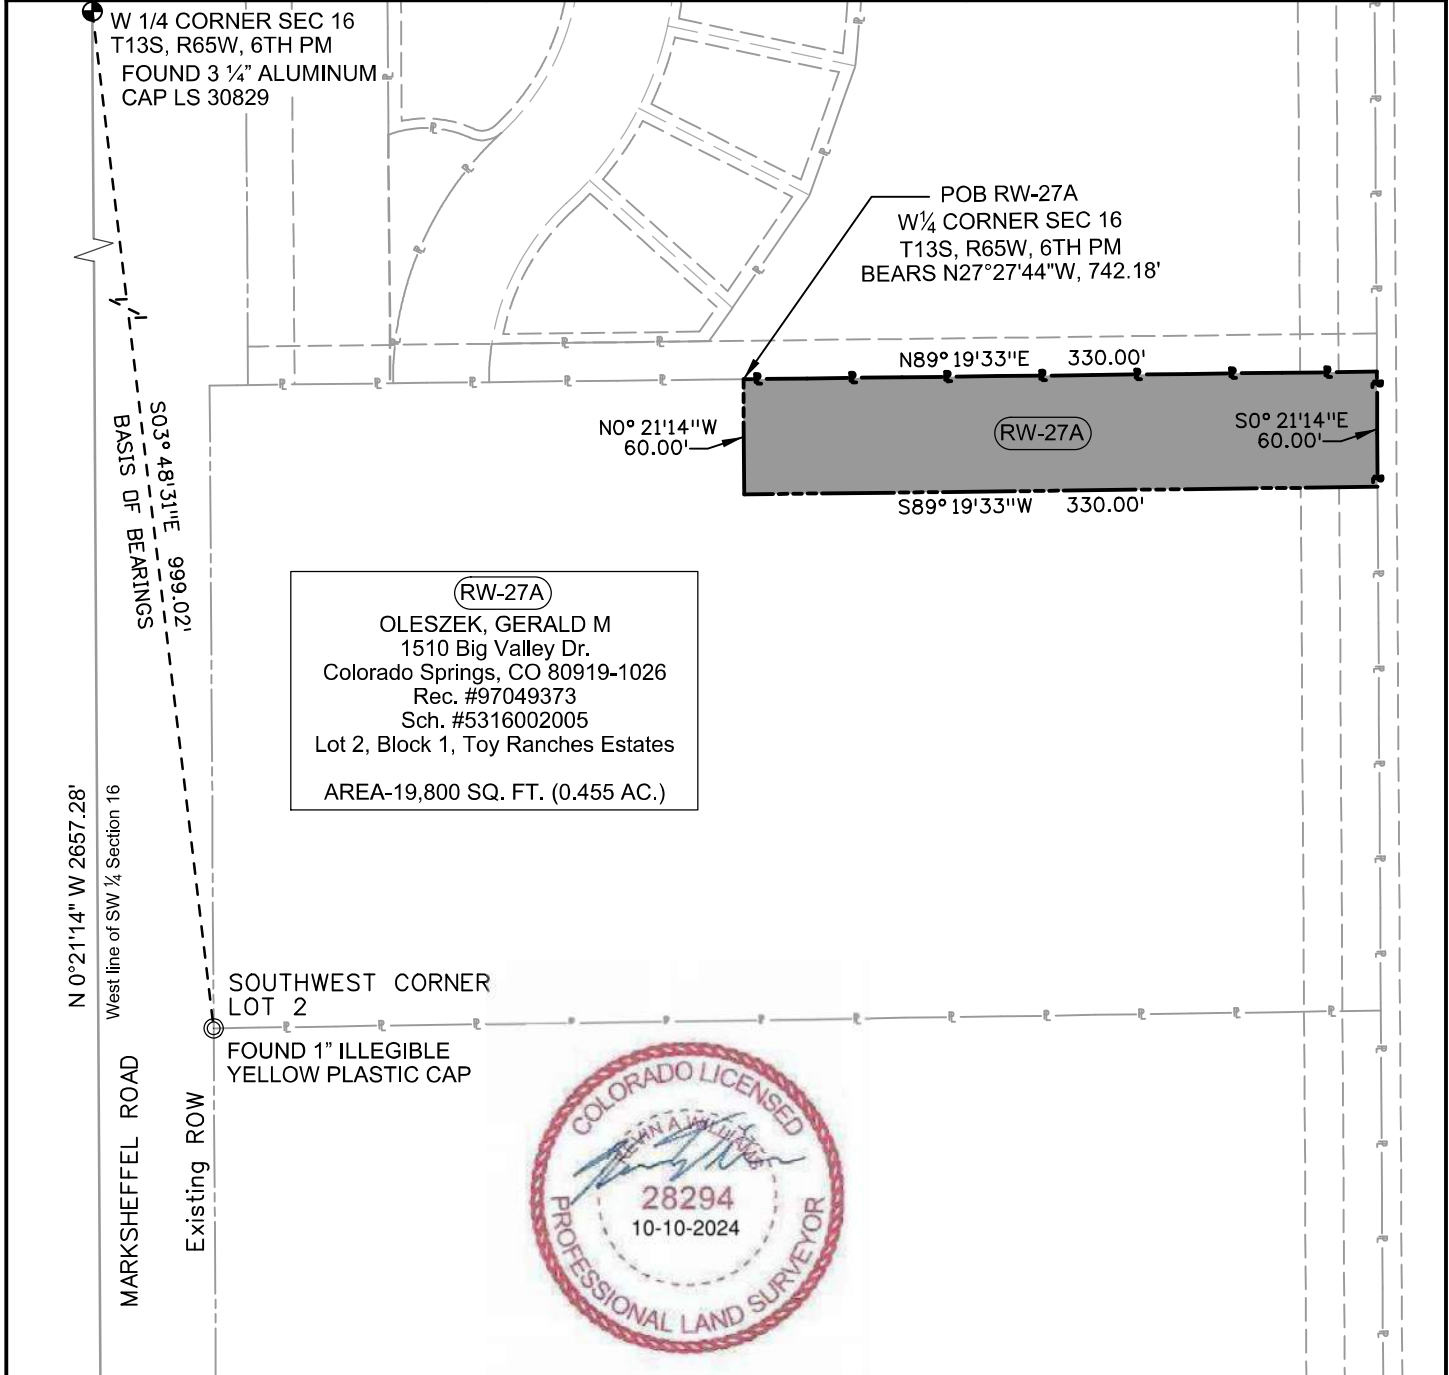 W 1/4 CORNER SEC 16
T13S, R65W, 6TH PM
FOUND 3 ¼” ALUMINUM
CAP LS 30829
POB RW-27A
W¼ CORNER SEC 16
T13S, R65W, 6TH PM
BEARS N27°27'44"W, 742.18'
N89°19'33"E 330.00'
N0°21'14"W
60.00'
RW-27A
S0°21'14"E
60.00'
S89°19'33"W 330.00'
S03°48'31"E 999.02'
BASIS OF BEARINGS
RW-27A
OLESZEK, GERALD M
1510 Big Valley Dr.
Colorado Springs, CO 80919-1026
Rec. #97049373
Sch. #5316002005
Lot 2, Block 1, Toy Ranches Estates
AREA-19,800 SQ. FT. (0.455 AC.)
N 0°21'14" W 2657.28'
West line of SW ¼ Section 16
SOUTHWEST CORNER
LOT 2
FOUND 1” ILLEGIBLE
YELLOW PLASTIC CAP
MARKSHEFFEL ROAD
Existing ROW
COLORADO LICENSED
28294
10-10-2024
PROFESSIONAL LAND SURVEYOR